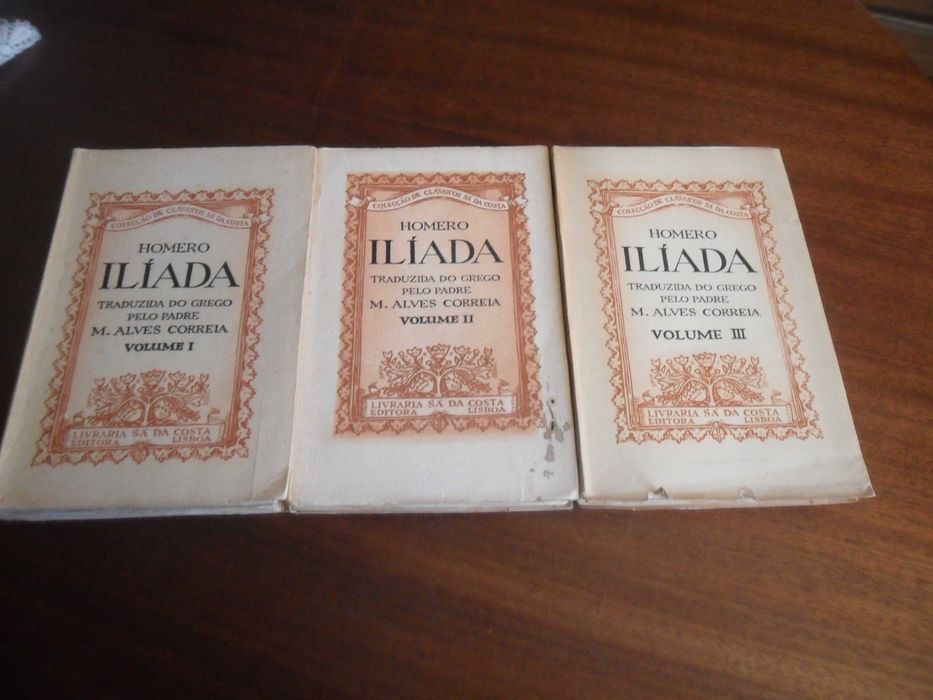 COLECÇÃO DE CLÁSSICOS SÁ DA COSTA
HOMERO
ILÍADA
TRADUZIDA DO GREGO
PELO PADRE
M. ALVES CORREIA
VOLUME I
LIVRARIA SÁ DA COSTA
EDITORA LISBOA
COLECÇÃO DE CLÁSSICOS SÁ DA COSTA
HOMERO
ILÍADA
TRADUZIDA DO GREGO
PELO PADRE
M. ALVES CORREIA
VOLUME II
LIVRARIA SÁ DA COSTA
EDITORA LISBOA
COLECÇÃO DE CLÁSSICOS SÁ DA COSTA
HOMERO
ILÍADA
TRADUZIDA DO GREGO
PELO PADRE
M. ALVES CORREIA
VOLUME III
LIVRARIA SÁ DA COSTA
EDITORA LISBOA